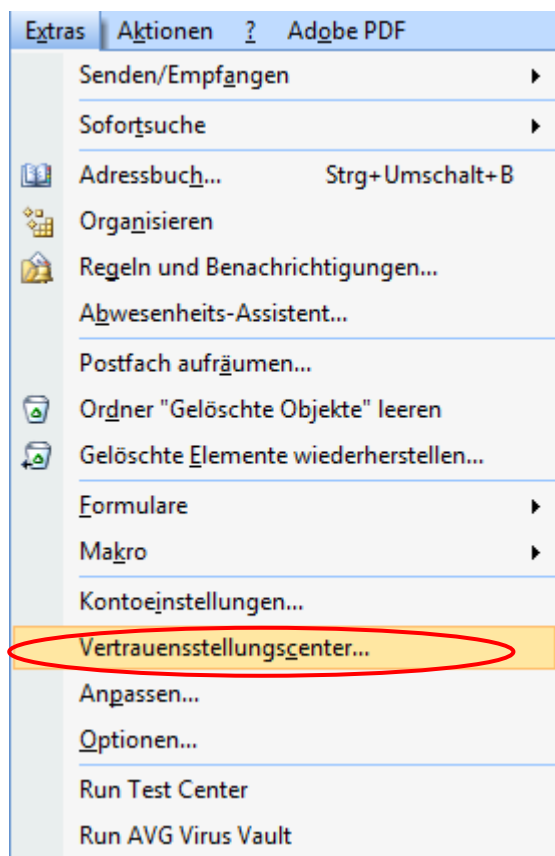 Extras Aktionen ? Adobe PDF
Senden/Empfangen
Sofortsuche
Adressbuch... Strg+Umschalt+B
Organisieren
Regeln und Benachrichtigungen...
Abwesenheits-Assistent...
Postfach aufräumen...
Ordner "Gelöschte Objekte" leeren
Gelöschte Elemente wiederherstellen...
Formulare
Makro
Kontoeinstellungen...
Vertrauensstellungscenter...
Anpassen...
Optionen...
Run Test Center
Run AVG Virus Vault